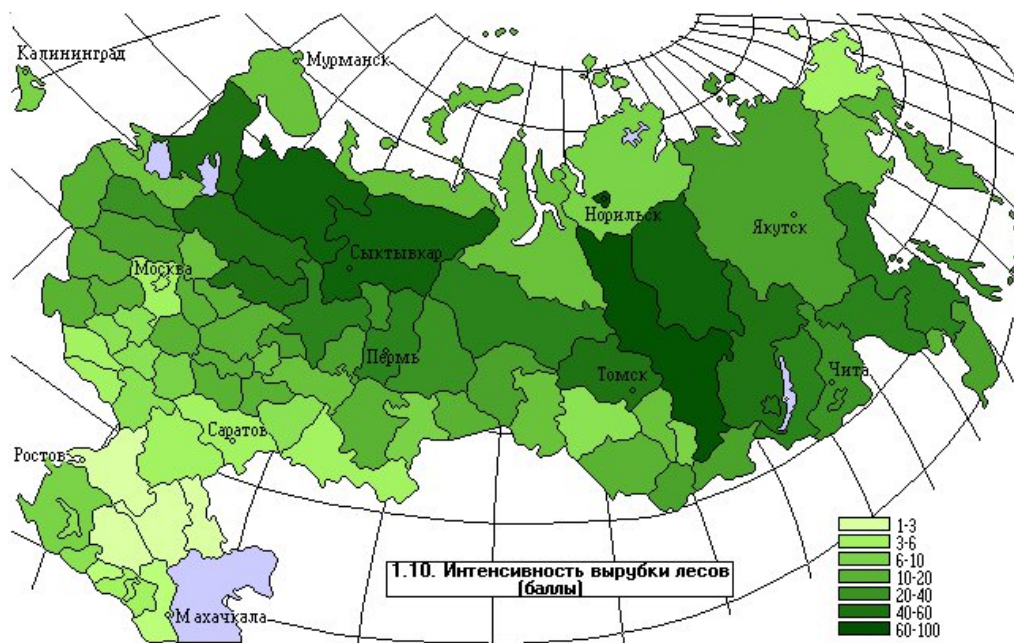 Калининград
Мурманск
Норильск
Якутск
Сыктывкар
Москва
Пермь
Томск
Чита
Саратов
Ростов
Махачкала
1.10. Интенсивность вырубки лесов
(баллы)
1-3
3-6
6-10
10-20
20-40
40-60
60-100